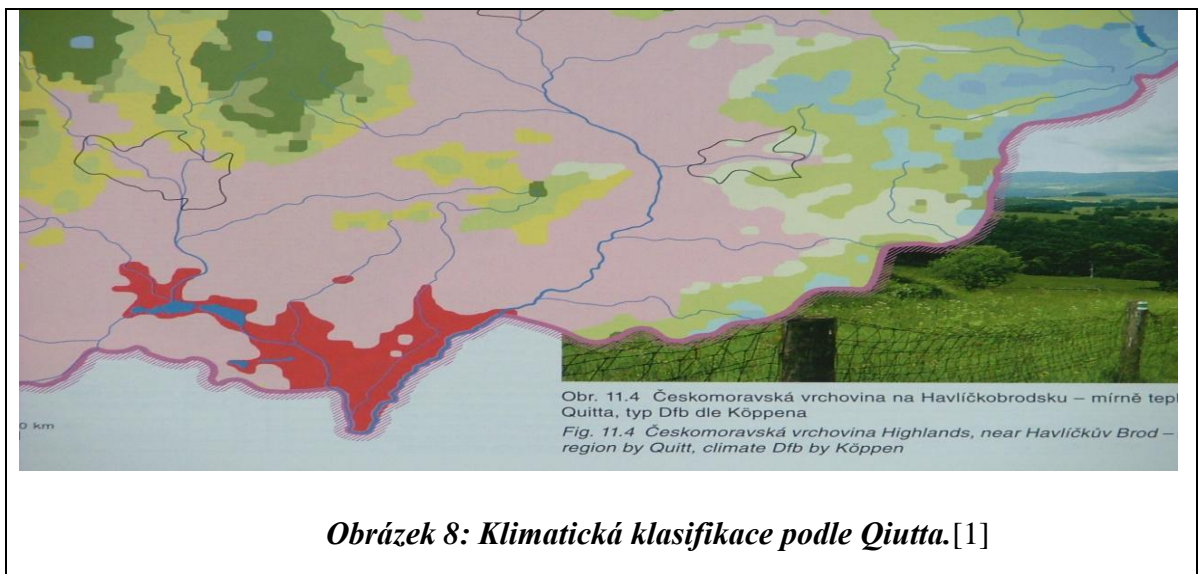 0 km
Obr. 11.4 Českomoravská vrchovina na Havlíčkobrodsku – mírně
Quitta, typ Dfb dle Köppena
Fig. 11.4 Českomoravská vrchovina Highlands, near Havlíčkův Brod –
region by Quitt, climate Dfb by Köppen
Obrázek 8: Klimatická klasifikace podle Qiutta.[1]